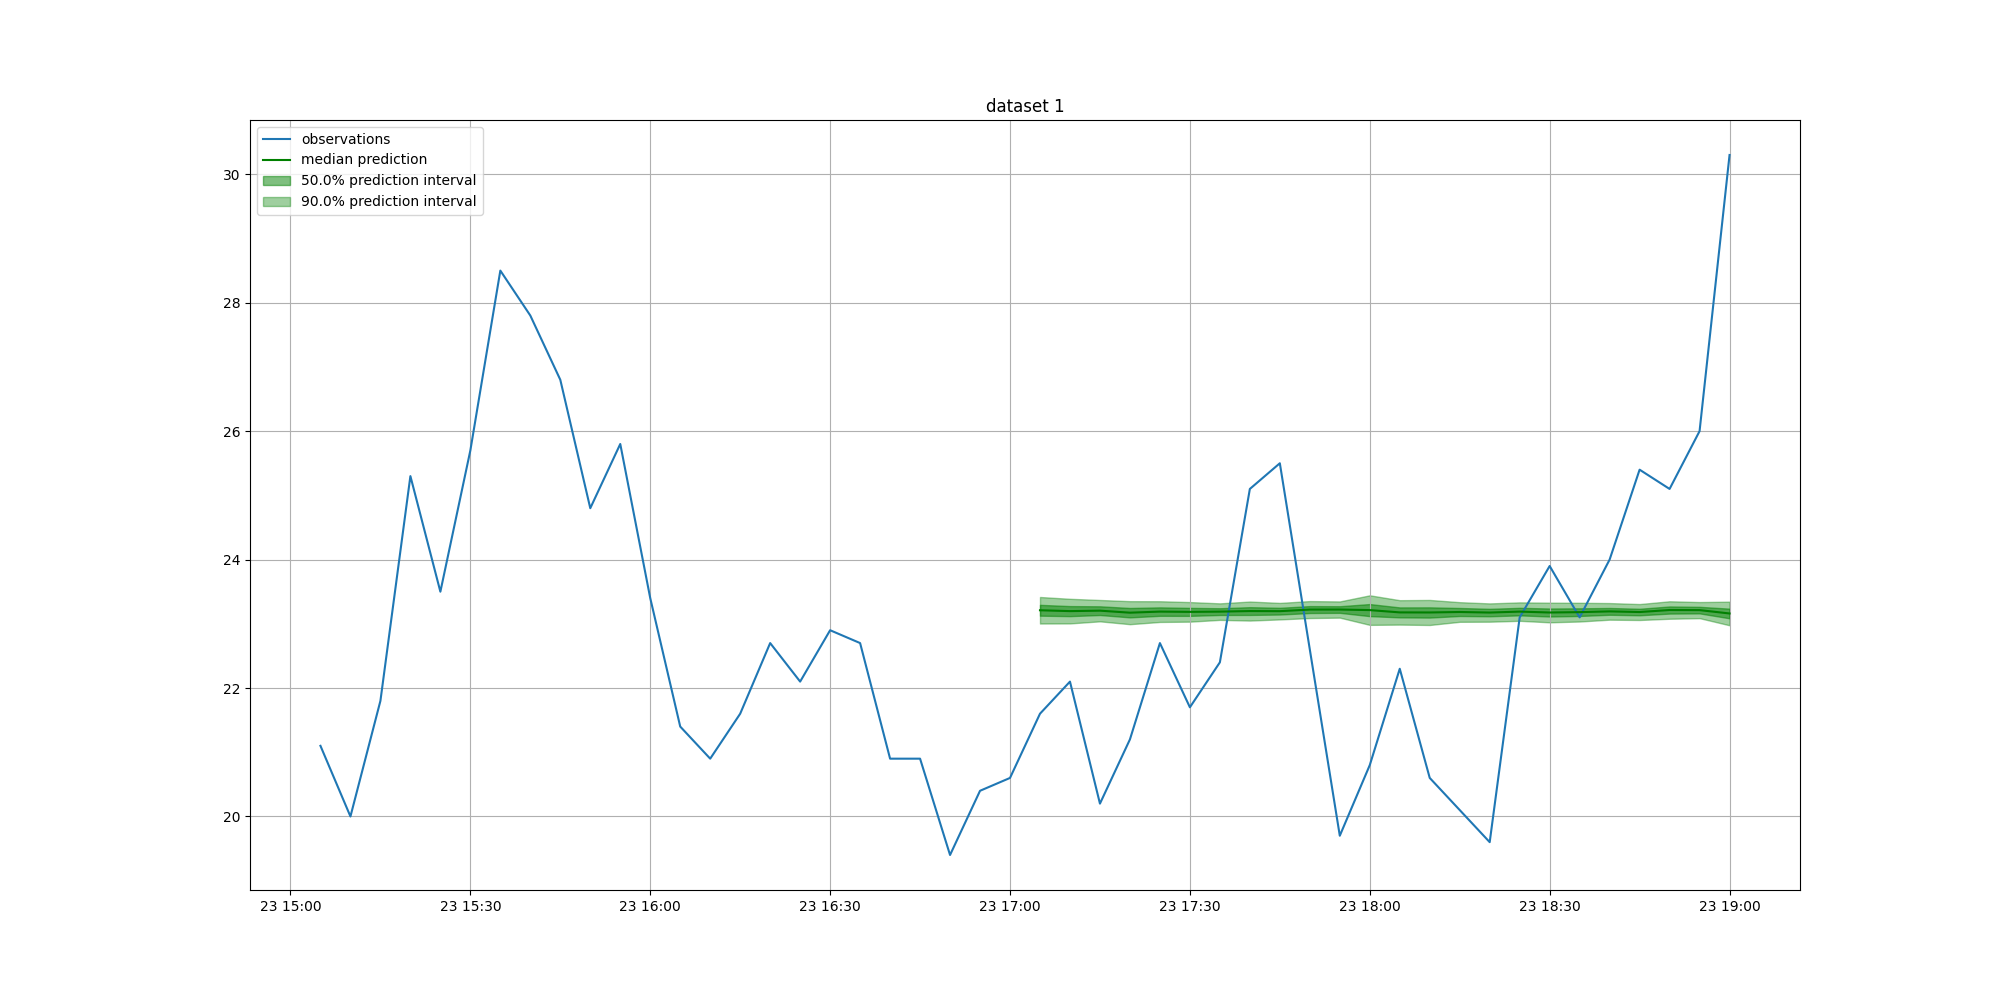 dataset 1
observations
median prediction
50.0% prediction interval
90.0% prediction interval
30
28
26
24
22
20
23 15:00 23 15:30 23 16:00 23 16:30 23 17:00 23 17:30 23 18:00 23 18:30 23 19:00